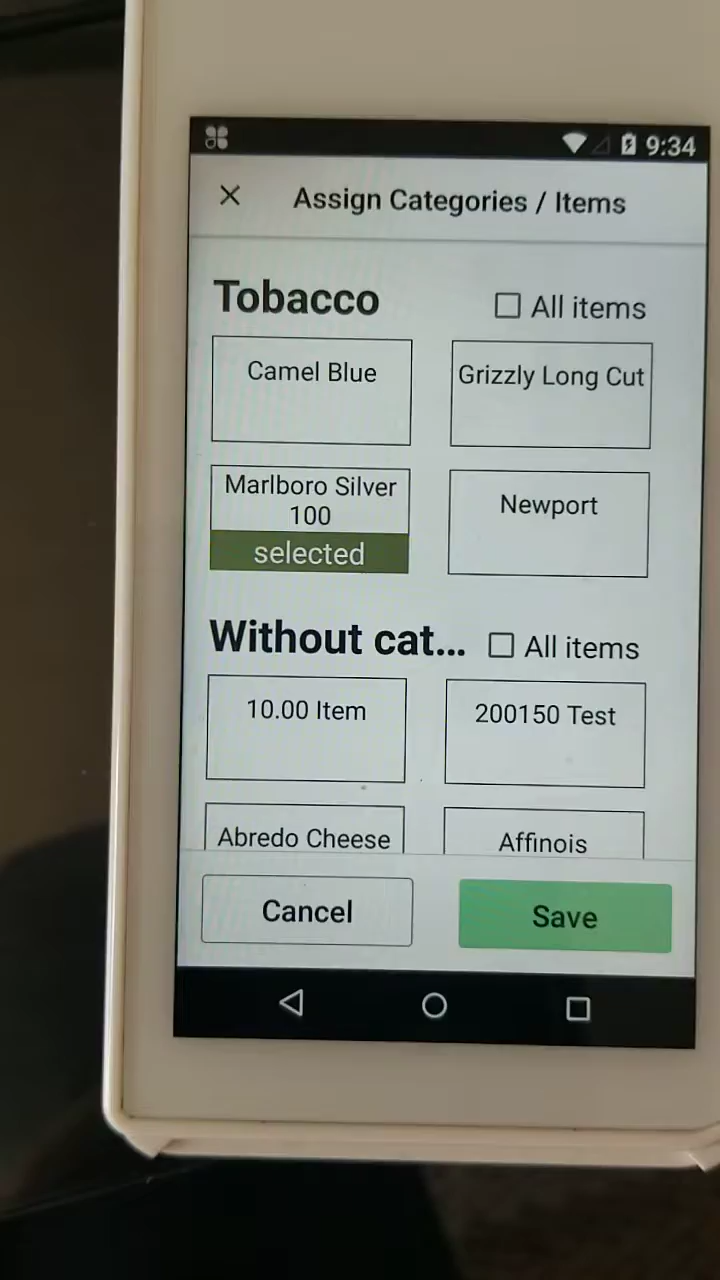 9:34
Assign Categories / Items
Tobacco
All items
Camel Blue
Grizzly Long Cut
Marlboro Silver
100
selected
Newport
Without cat...
All items
10.00 Item
200150 Test
Abredo Cheese
Affinois
Cancel
Save